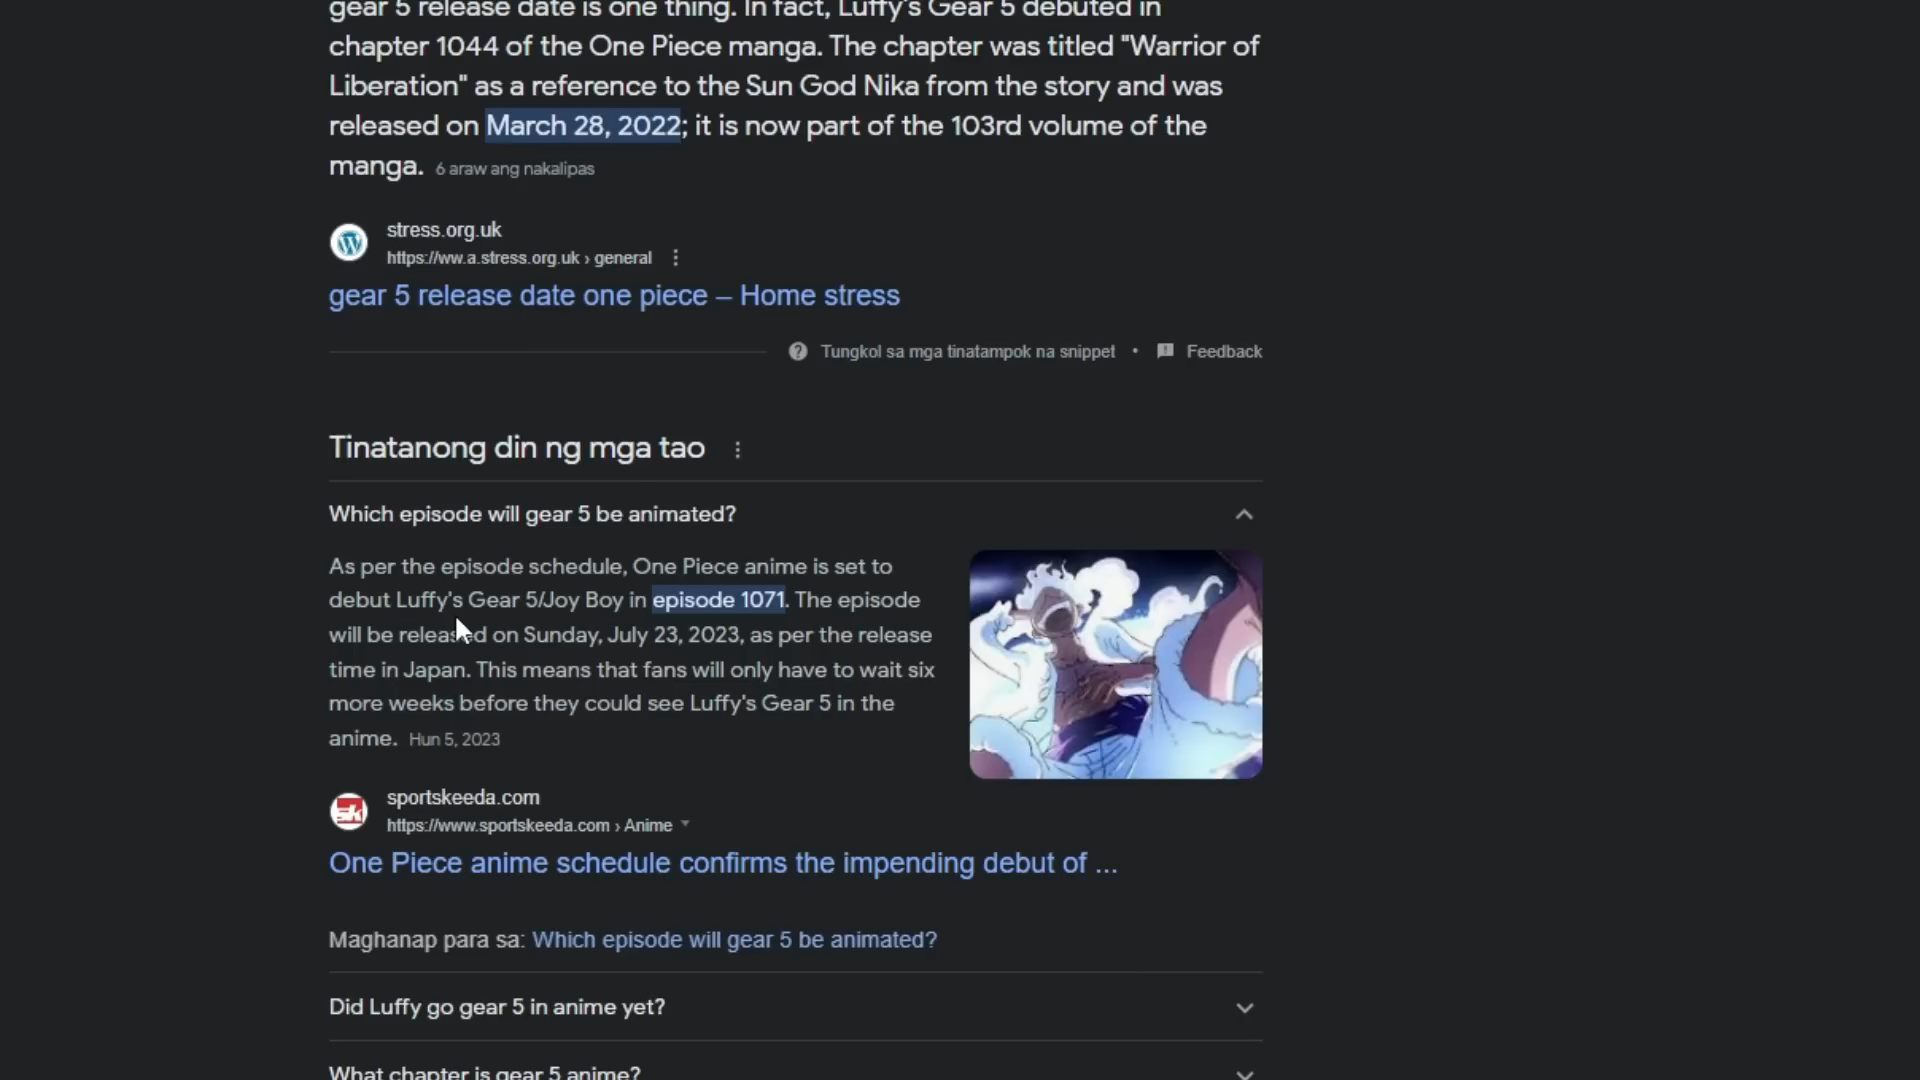 gear 5 release date is one thing. In fact, Luffy's Gear 5 debuted in
chapter 1044 of the One Piece manga. The chapter was titled "Warrior of
Liberation" as a reference to the Sun God Nika from the story and was
released on March 28, 2022; it is now part of the 103rd volume of the
manga. 6 araw ang nakalipas
stress.org.uk
https://ww.a.stress.org.uk › general
gear 5 release date one piece – Home stress
Tungkol sa mga tinatampok na snippet • Feedback
Tinatanong din ng mga tao
Which episode will gear 5 be animated?
As per the episode schedule, One Piece anime is set to
debut Luffy's Gear 5/Joy Boy in episode 1071. The episode
will be released on Sunday, July 23, 2023, as per the release
time in Japan. This means that fans will only have to wait six
more weeks before they could see Luffy's Gear 5 in the
anime. Hun 5, 2023
sk
sportskeeda.com
https://www.sportskeeda.com › Anime
One Piece anime schedule confirms the impending debut of ...
Maghanap para sa: Which episode will gear 5 be animated?
Did Luffy go gear 5 in anime yet?
What chapter is gear 5 anime?